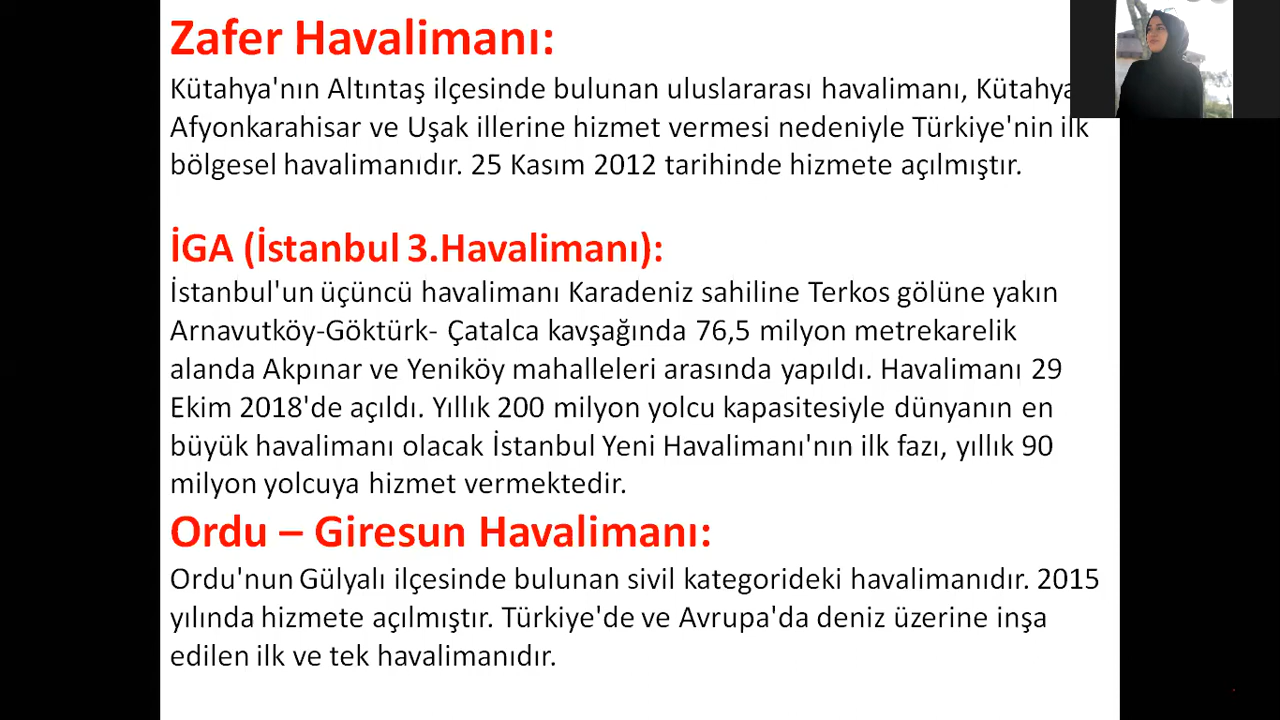 Zafer Havalimanı:
Kütahya'nın Altıntaş ilçesinde bulunan uluslararası havalimanı, Kütahya
Afyonkarahisar ve Uşak illerine hizmet vermesi nedeniyle Türkiye'nin ilk
bölgesel havalimanıdır. 25 Kasım 2012 tarihinde hizmete açılmıştır.
İGA (İstanbul 3.Havalimanı):
İstanbul'un üçüncü havalimanı Karadeniz sahiline Terkos gölüne yakın
Arnavutköy-Göktürk- Çatalca kavşağında 76,5 milyon metrekarelik
alanda Akpınar ve Yeniköy mahalleleri arasında yapıldı. Havalimanı 29
Ekim 2018'de açıldı. Yıllık 200 milyon yolcu kapasitesiyle dünyanın en
büyük havalimanı olacak İstanbul Yeni Havalimanı'nın ilk fazı, yıllık 90
milyon yolcuya hizmet vermektedir.
Ordu – Giresun Havalimanı:
Ordu'nun Gülyalı ilçesinde bulunan sivil kategorideki havalimanıdır. 2015
yılında hizmete açılmıştır. Türkiye'de ve Avrupa'da deniz üzerine inşa
edilen ilk ve tek havalimanıdır.